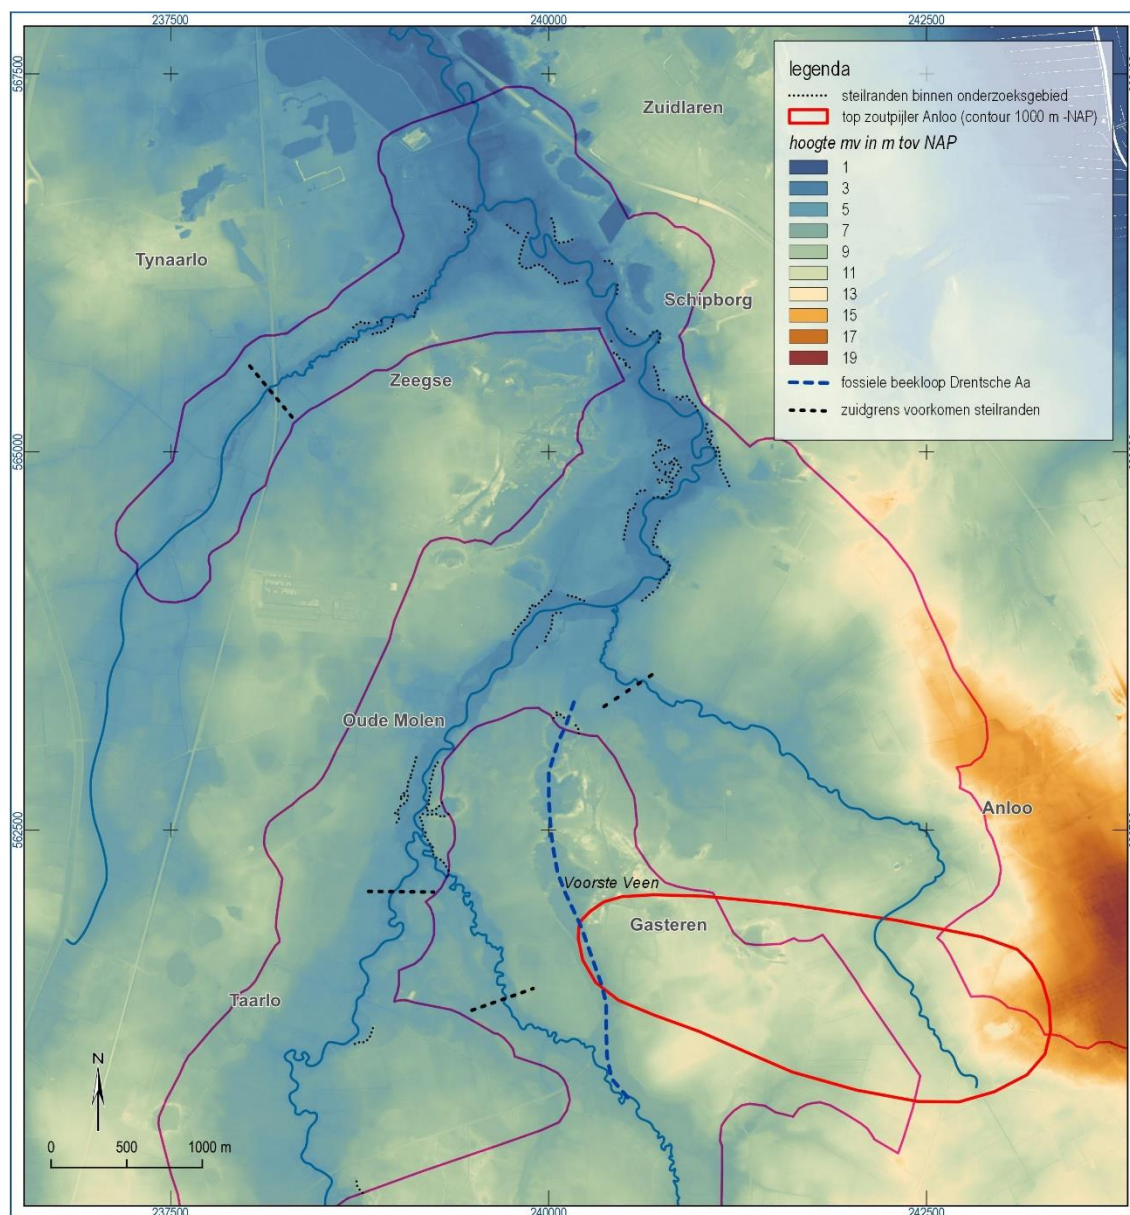 237500
240000
242500
567500
565000
562500
legenda
steilranden binnen onderzoeksgebied
top zoutpijler Anloo (contour 1000 m -NAP)
hoogte mv in m tov NAP
1
3
5
7
9
11
13
15
17
19
fossiele beekloop Drentsche Aa
zuidgrens voorkomen steilranden
Zuidlaren
Tynaarlo
Schipborg
Zeegse
Oude Molen
Anloo
Voorste Veen
Gasteren
Taarlo
N
0
500
1000 m
237500
240000
242500